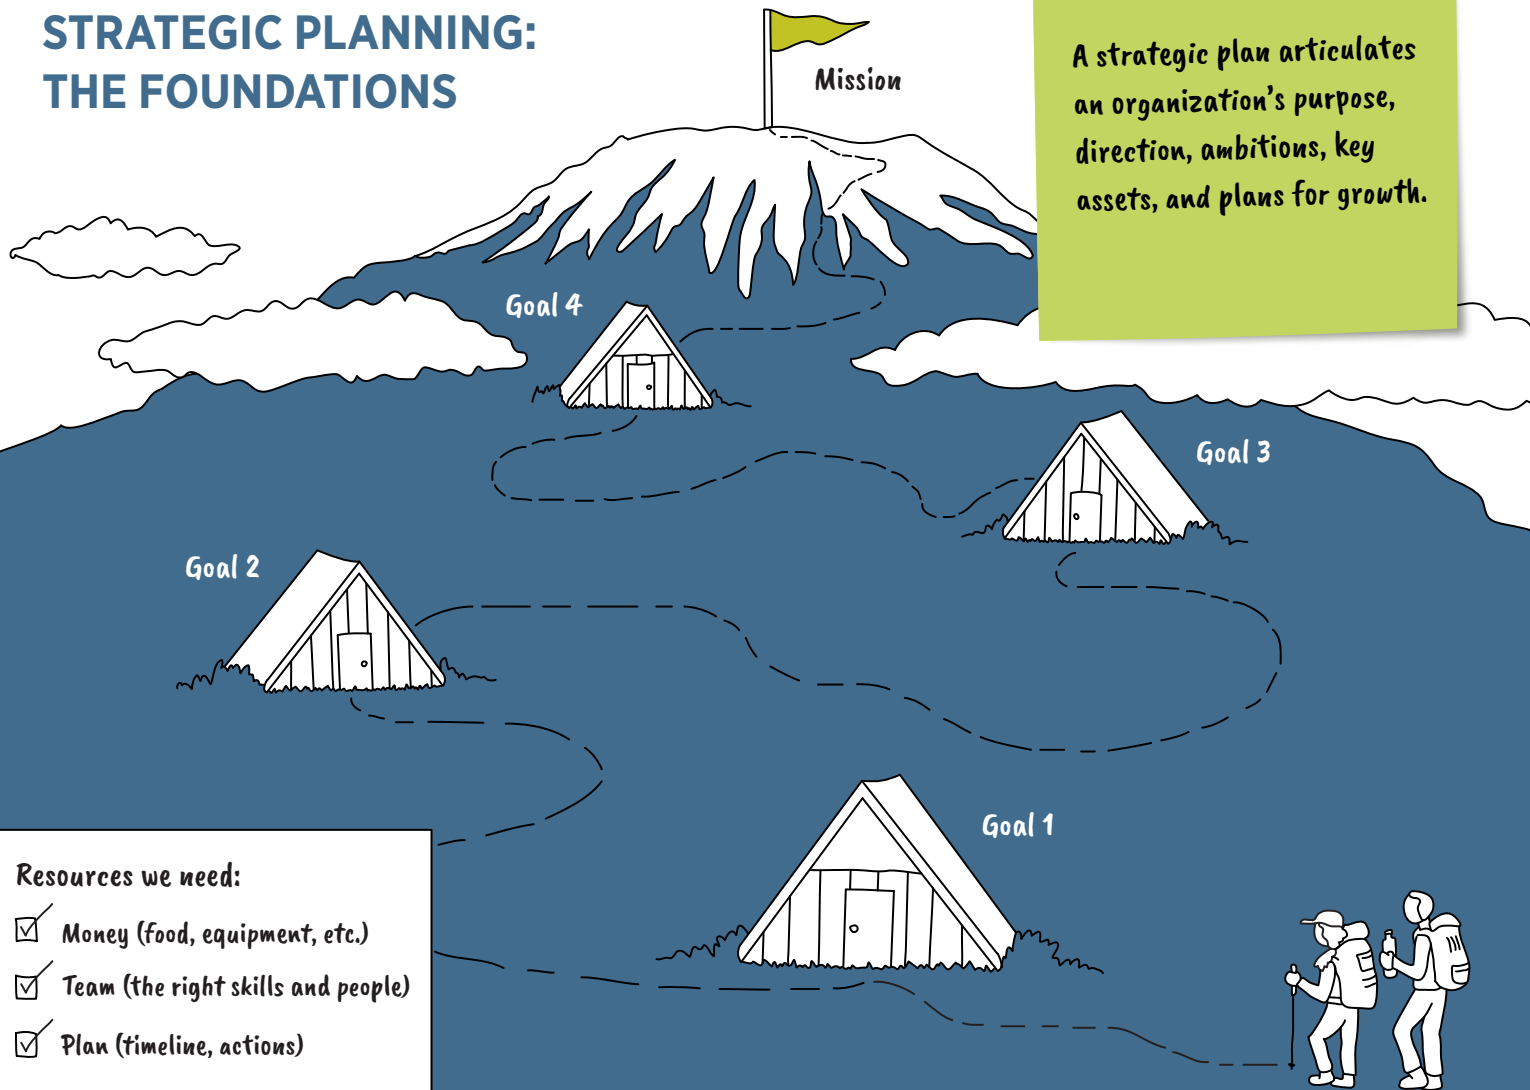 STRATEGIC PLANNING:
THE FOUNDATIONS
Mission
A strategic plan articulates
an organization's purpose,
direction, ambitions, key
assets, and plans for growth.
Goal 4
Goal 3
Goal 2
Goal 1
Resources we need:
Money (food, equipment, etc.)
Team (the right skills and people)
Plan (timeline, actions)